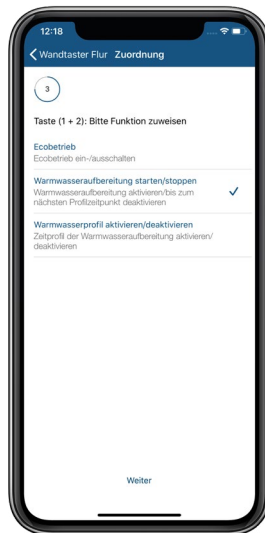 12:18
Wandtaster Flur Zuordnung
3
Taste (1 + 2): Bitte Funktion zuweisen
Ecobetrieb
Ecobetrieb ein-/ausschalten
Warmwasseraufbereitung starten/stoppen
Warmwasseraufbereitung aktivieren/bis zum
nächsten Profilzeitpunkt deaktivieren
Warmwasserprofil aktivieren/deaktivieren
Zeitprofil der Warmwasseraufbereitung aktivieren/
deaktivieren
Weiter